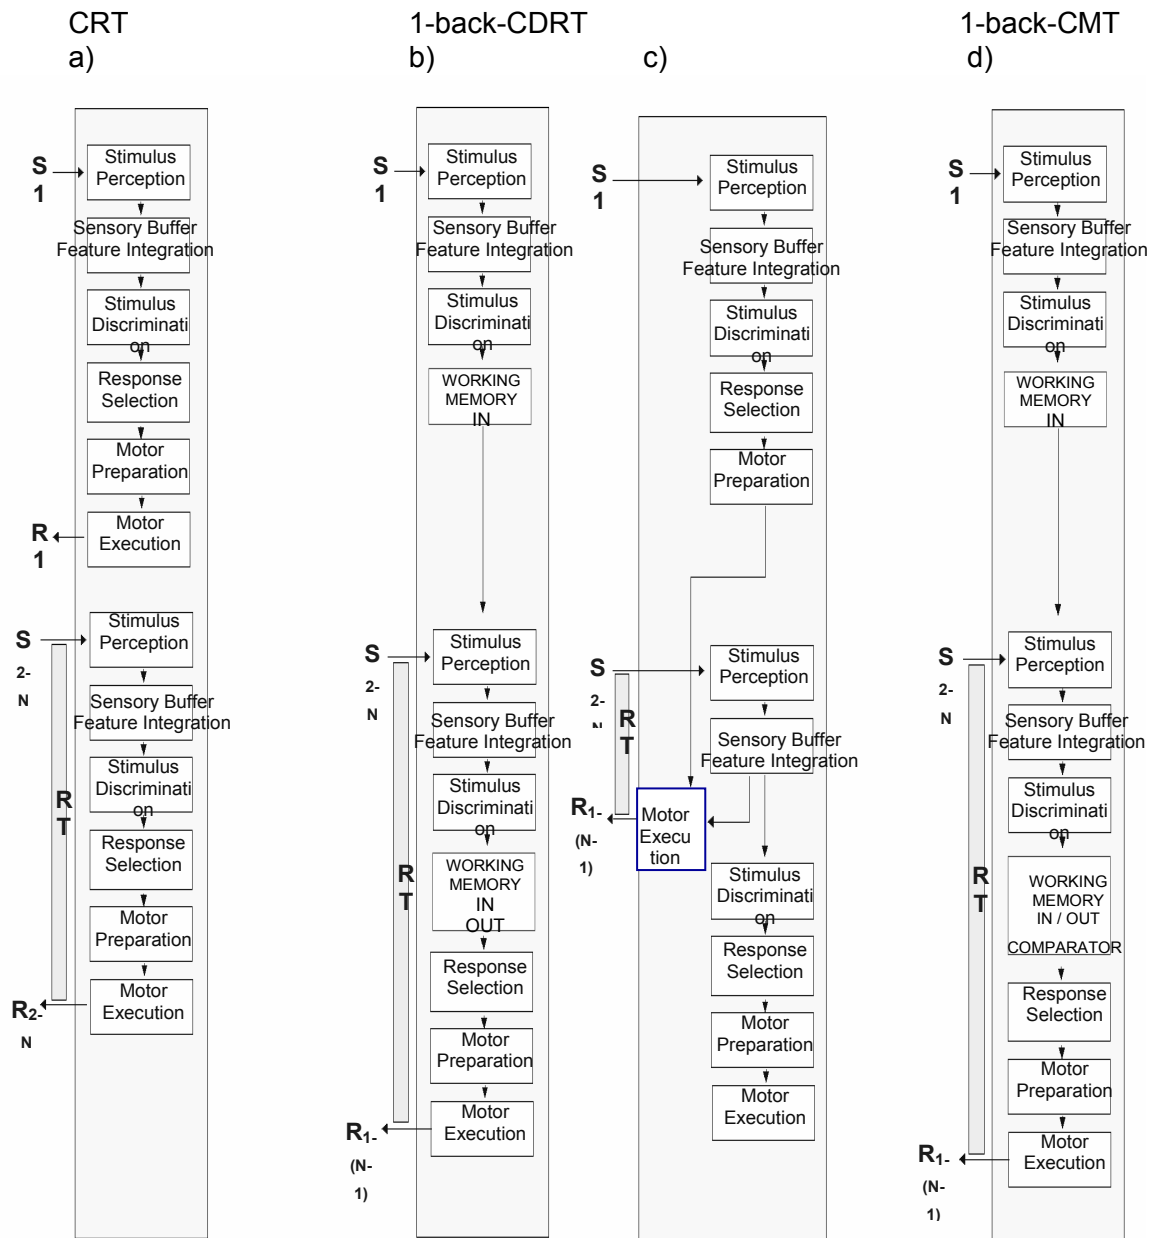 CRT
a)
S
1
Stimulus
Perception
Sensory Buffer
Feature Integration
Stimulus
Discriminati
on
Response
Selection
Motor
Preparation
Motor
Execution
R
1
S
2-
N
Stimulus
Perception
Sensory Buffer
Feature Integration
Stimulus
Discriminati
on
Response
Selection
Motor
Preparation
Motor
Execution
R
T
R2-
N
1-back-CDRT
b)
S
1
Stimulus
Perception
Sensory Buffer
Feature Integration
Stimulus
Discriminati
on
WORKING
MEMORY
IN
S
2-
N
Stimulus
Perception
Sensory Buffer
Feature Integration
Stimulus
Discriminati
on
WORKING
MEMORY
IN
OUT
Response
Selection
Motor
Preparation
Motor
Execution
R
T
R1-
(N-
1)
c)
S
1
Stimulus
Perception
Sensory Buffer
Feature Integration
Stimulus
Discriminati
on
Response
Selection
Motor
Preparation
S
2-
N
R
T
Stimulus
Perception
Sensory Buffer
Feature Integration
R1-
(N-
1)
Motor
Execu
tion
Stimulus
Discriminati
on
Response
Selection
Motor
Preparation
Motor
Execution
1-back-CMT
d)
S
1
Stimulus
Perception
Sensory Buffer
Feature Integration
Stimulus
Discriminati
on
WORKING
MEMORY
IN
S
2-
N
Stimulus
Perception
Sensory Buffer
Feature Integration
Stimulus
Discriminati
on
WORKING
MEMORY
IN / OUT
COMPARATOR
Response
Selection
Motor
Preparation
Motor
Execution
R
T
R1-
(N-
1)